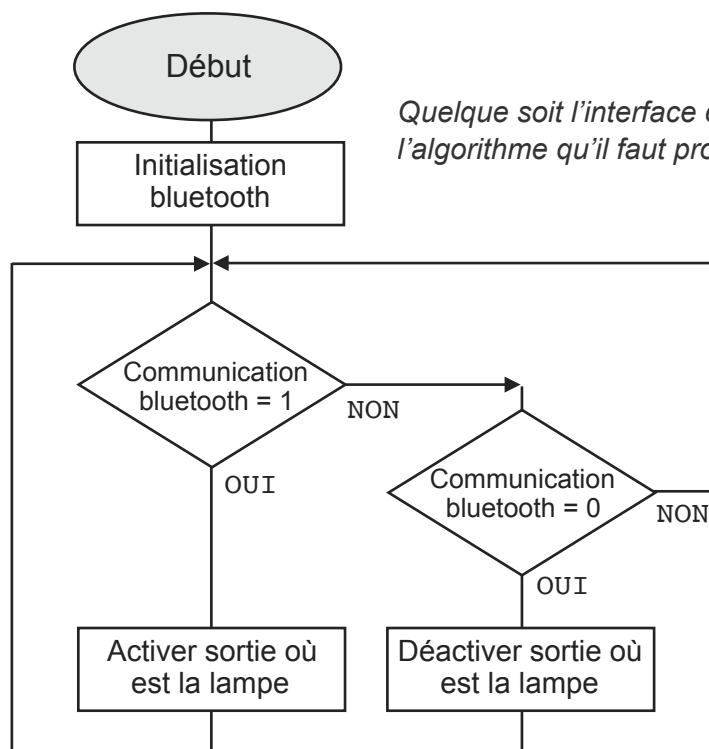 Début
Quelque soit l'interface
l'algorithme qu'il faut
Initialisation
bluetooth
Communication
bluetooth = 1
NON
OUI
Communication
bluetooth = 0
NON
OUI
Activer sortie où
est la lampe
Déactiver sortie où
est la lampe